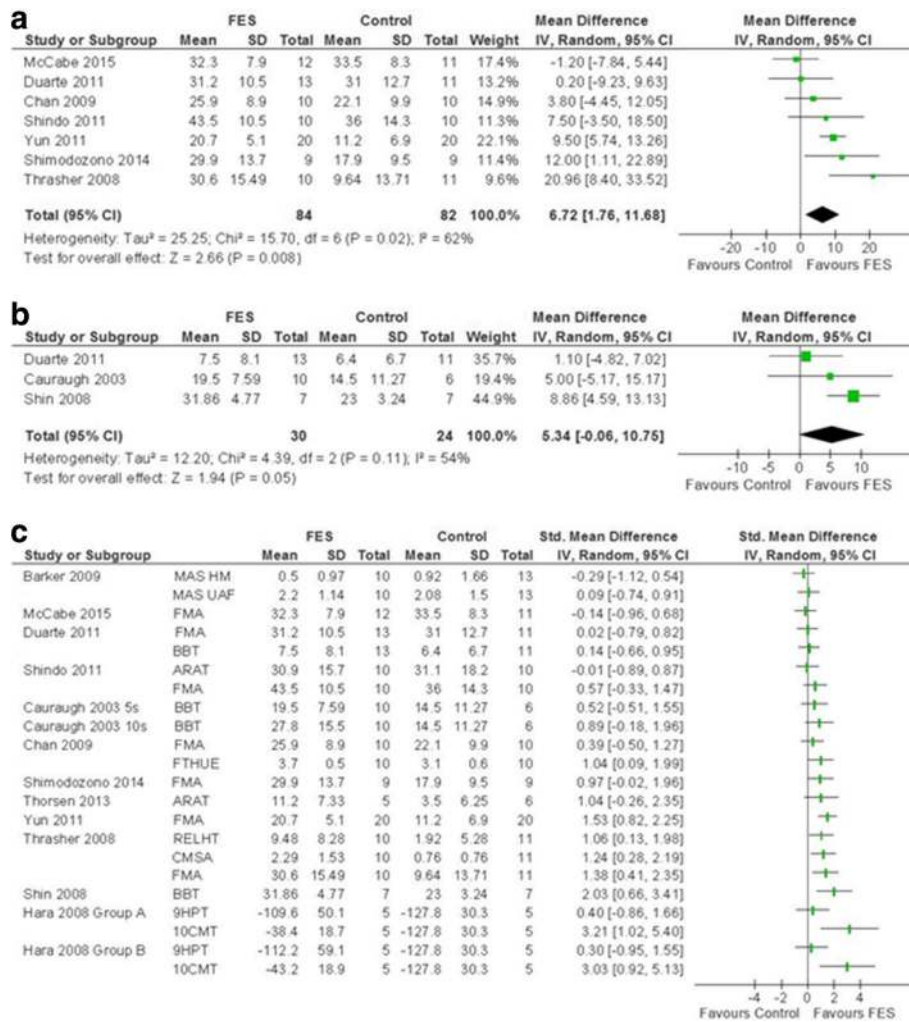 a
FES Control Mean Difference Mean Difference
Study or Subgroup Mean SD Total Mean SD Total Weight IV, Random, 95% CI IV, Random, 95% CI
McCabe 2015 32.3 7.9 12 33.5 8.3 11 17.4% -1.20 [-7.84, 5.44]
Duarte 2011 31.2 10.5 13 31 12.7 11 13.2% 0.20 [-9.23, 9.63]
Chan 2009 25.9 8.9 10 22.1 9.9 10 14.9% 3.80 [-4.45, 12.05]
Shindo 2011 43.5 10.5 10 36 14.3 10 11.3% 7.50 [-3.50, 18.50]
Yun 2011 20.7 5.1 20 11.2 6.9 20 22.1% 9.50 [5.74, 13.26]
Shimodozono 2014 29.9 13.7 9 17.9 9.5 9 11.4% 12.00 [1.11, 22.89]
Thrasher 2008 30.6 15.49 10 9.64 13.71 11 9.6% 20.96 [8.40, 33.52]
Total (95% CI) 84 82 100.0% 6.72 [1.76, 11.68]
Heterogeneity: Tau² = 25.25; Chi² = 15.70, df = 6 (P = 0.02); I² = 62%
Test for overall effect: Z = 2.66 (P = 0.008)
-20 -10 0 10 20
Favours Control Favours FES
b
FES Control Mean Difference Mean Difference
Study or Subgroup Mean SD Total Mean SD Total Weight IV, Random, 95% CI IV, Random, 95% CI
Duarte 2011 7.5 8.1 13 6.4 6.7 11 35.7% 1.10 [-4.82, 7.02]
Cauraugh 2003 19.5 7.59 10 14.5 11.27 6 19.4% 5.00 [-5.17, 15.17]
Shin 2008 31.86 4.77 7 23 3.24 7 44.9% 8.86 [4.59, 13.13]
Total (95% CI) 30 24 100.0% 5.34 [-0.06, 10.75]
Heterogeneity: Tau² = 12.20; Chi² = 4.39, df = 2 (P = 0.11); I² = 54%
Test for overall effect: Z = 1.94 (P = 0.05)
-10 -5 0 5 10
Favours Control Favours FES
c
FES Control Std. Mean Difference Std. Mean Difference
Study or Subgroup Mean SD Total Mean SD Total IV, Random, 95% CI IV, Random, 95% CI
Barker 2009 MAS HM 0.5 0.97 10 0.92 1.66 13 -0.29 [-1.12, 0.54]
MAS UAF 2.2 1.14 10 2.08 1.5 13 0.09 [-0.74, 0.91]
McCabe 2015 FMA 32.3 7.9 12 33.5 8.3 11 -0.14 [-0.96, 0.68]
Duarte 2011 FMA 31.2 10.5 13 31 12.7 11 0.02 [-0.79, 0.82]
BBT 7.5 8.1 13 6.4 6.7 11 0.14 [-0.66, 0.95]
Shindo 2011 ARAT 30.9 15.7 10 31.1 18.2 10 -0.01 [-0.89, 0.87]
FMA 43.5 10.5 10 36 14.3 10 0.57 [-0.33, 1.47]
Cauraugh 2003 5s BBT 19.5 7.59 10 14.5 11.27 6 0.52 [-0.51, 1.55]
Cauraugh 2003 10s BBT 27.8 15.5 10 14.5 11.27 6 0.89 [-0.18, 1.96]
Chan 2009 FMA 25.9 8.9 10 22.1 9.9 10 0.39 [-0.50, 1.27]
FTHUE 3.7 0.5 10 3.1 0.6 10 1.04 [0.09, 1.99]
Shimodozono 2014 FMA 29.9 13.7 9 17.9 9.5 9 0.97 [-0.02, 1.96]
Thorsen 2013 ARAT 11.2 7.33 5 3.5 6.25 6 1.04 [-0.26, 2.35]
Yun 2011 FMA 20.7 5.1 20 11.2 6.9 20 1.53 [0.82, 2.25]
Thrasher 2008 RELHT 9.48 8.28 10 1.92 5.28 11 1.06 [0.13, 1.98]
CMSA 2.29 1.53 10 0.76 0.76 11 1.24 [0.28, 2.19]
FMA 30.6 15.49 10 9.64 13.71 11 1.38 [0.41, 2.35]
Shin 2008 BBT 31.86 4.77 7 23 3.24 7 2.03 [0.66, 3.41]
Hara 2008 Group A 9HPT -109.6 50.1 5 -127.8 30.3 5 0.40 [-0.86, 1.66]
10CMT -38.4 18.7 5 -127.8 30.3 5 3.21 [1.02, 5.40]
Hara 2008 Group B 9HPT -112.2 59.1 5 -127.8 30.3 5 0.30 [-0.95, 1.55]
10CMT -43.2 18.9 5 -127.8 30.3 5 3.03 [0.92, 5.13]
-4 -2 0 2 4
Favours Control Favours FES